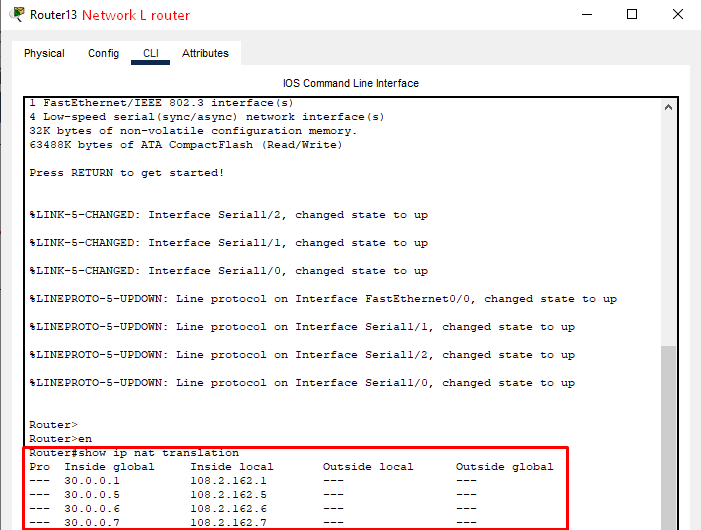 Router13 Network L router
Physical Config CLI Attributes
IOS Command Line Interface
1 FastEthernet/IEEE 802.3 interface(s)
4 Low-speed serial(sync/async) network interface(s)
32K bytes of non-volatile configuration memory.
63488K bytes of ATA CompactFlash (Read/Write)
Press RETURN to get started!
%LINK-5-CHANGED: Interface Serial1/2, changed state to up
%LINK-5-CHANGED: Interface Serial1/1, changed state to up
%LINK-5-CHANGED: Interface Serial1/0, changed state to up
%LINEPROTO-5-UPDOWN: Line protocol on Interface FastEthernet0/0, changed state to up
%LINEPROTO-5-UPDOWN: Line protocol on Interface Serial1/1, changed state to up
%LINEPROTO-5-UPDOWN: Line protocol on Interface Serial1/2, changed state to up
%LINEPROTO-5-UPDOWN: Line protocol on Interface Serial1/0, changed state to up
Router>
Router>en
Router#show ip nat translation
Pro Inside global Inside local Outside local Outside global
--- 30.0.0.1 108.2.162.1 --- ---
--- 30.0.0.5 108.2.162.5 --- ---
--- 30.0.0.6 108.2.162.6 --- ---
--- 30.0.0.7 108.2.162.7 --- ---